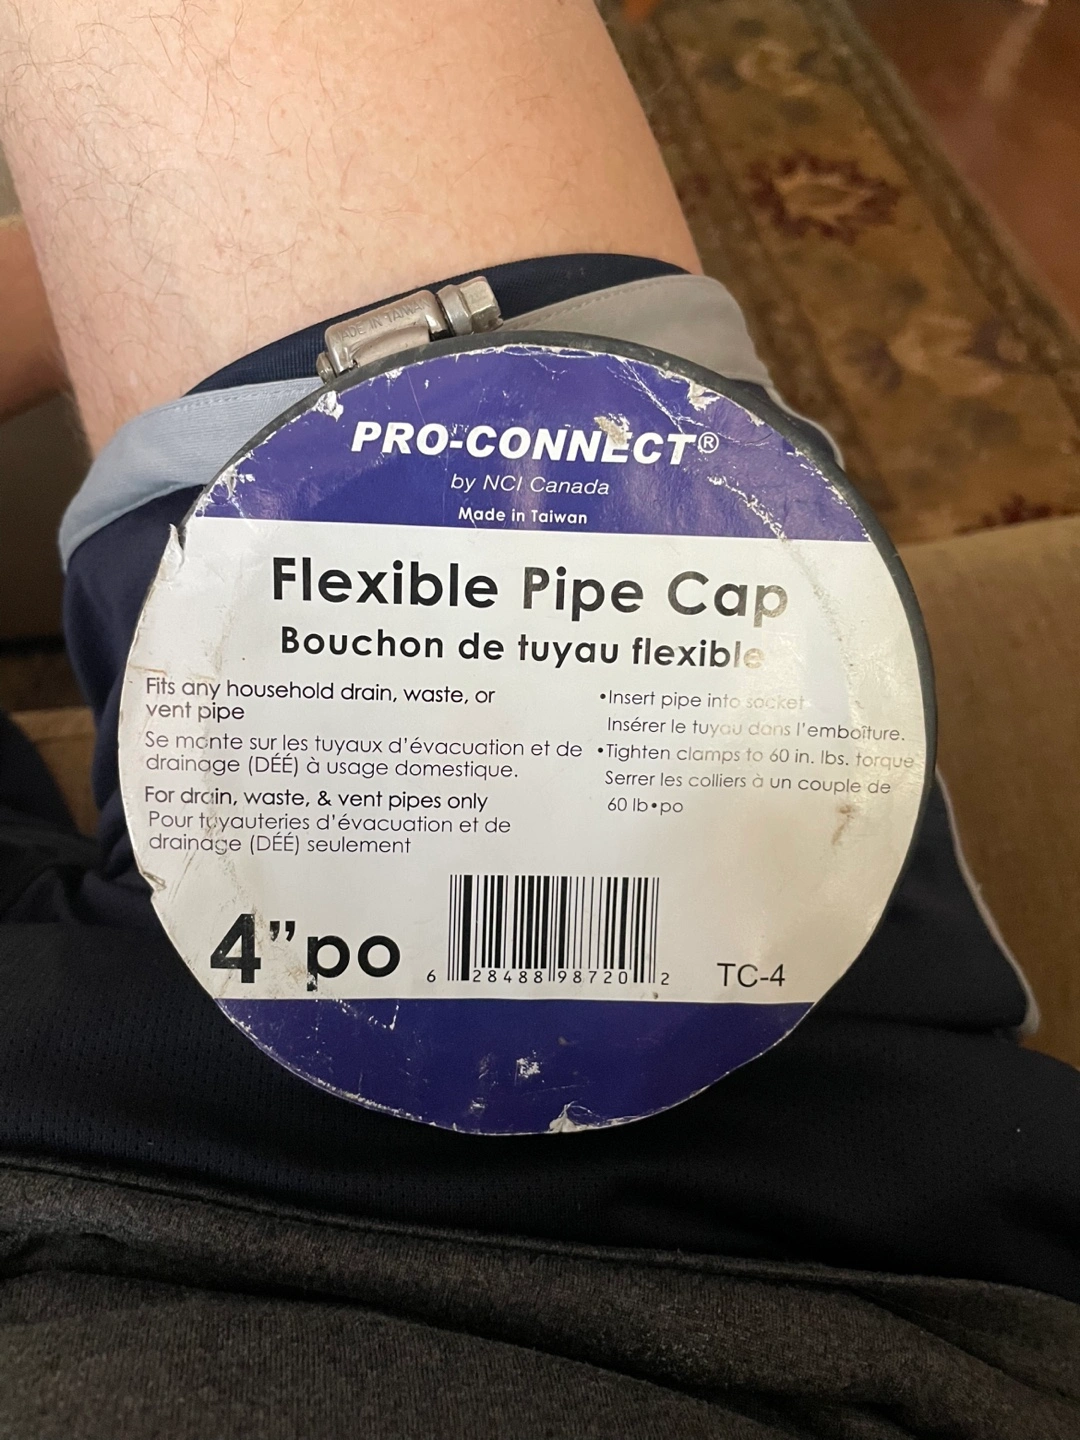 MADE IN TAIWAN
PRO-CONNECT®
by NCI Canada
Made in Taiwan
Flexible Pipe Cap
Bouchon de tuyau flexible
Fits any household drain, waste, or
vent pipe
Se monte sur les tuyaux d'évacuation et de
drainage (DÉÉ) à usage domestique.
For drain, waste, & vent pipes only
Pour tuyauteries d'évacuation et de
drainage (DÉÉ) seulement
•Insert pipe into socket
Insérer le tuyau dans l'emboîture.
•Tighten clamps to 60 in. lbs. torque
Serrer les colliers à un couple de
60 lb•po
4" po
6 28488 98720 2
TC-4